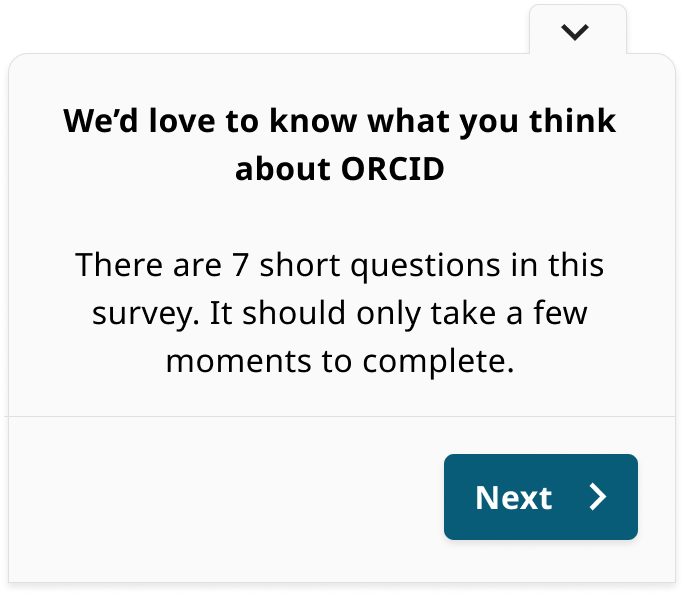 We’d love to know what you think
about ORCID
There are 7 short questions in this
survey. It should only take a few
moments to complete.
Next